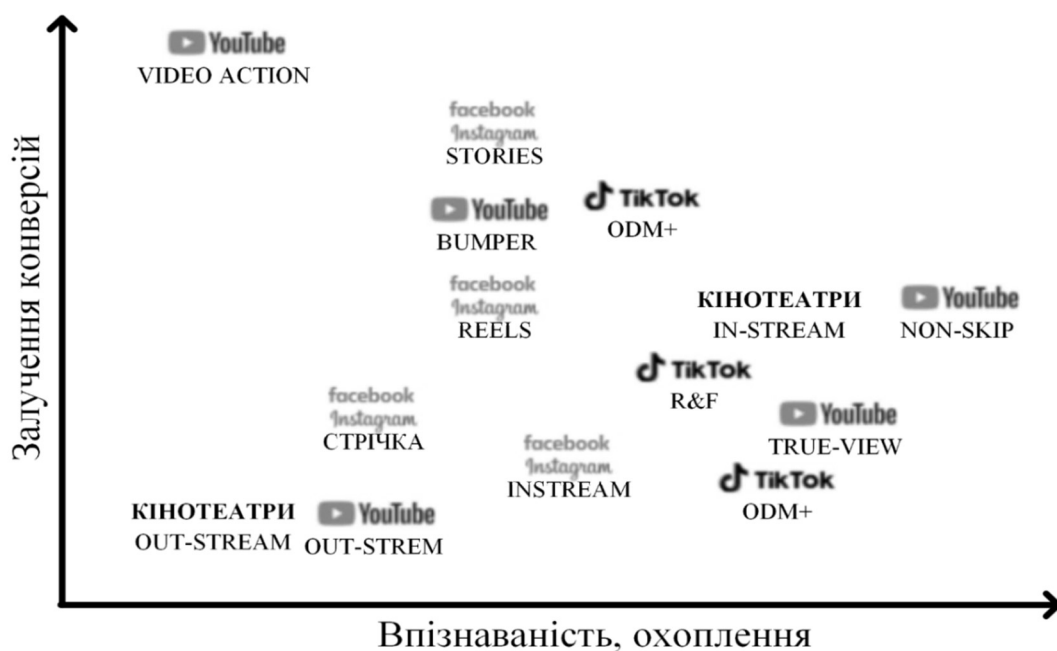 Залучення конверсій
YouTube
VIDEO ACTION
facebook
Instagram
STORIES
YouTube
BUMPER
TikTok
ODM+
facebook
Instagram
REELS
КІНОТЕАТРИ
IN-STREAM
YouTube
NON-SKIP
TikTok
R&F
facebook
Instagram
СТРІЧКА
YouTube
TRUE-VIEW
facebook
Instagram
INSTREAM
TikTok
ODM+
КІНОТЕАТРИ
OUT-STREAM
YouTube
OUT-STREM
Впізнаваність, охоплення